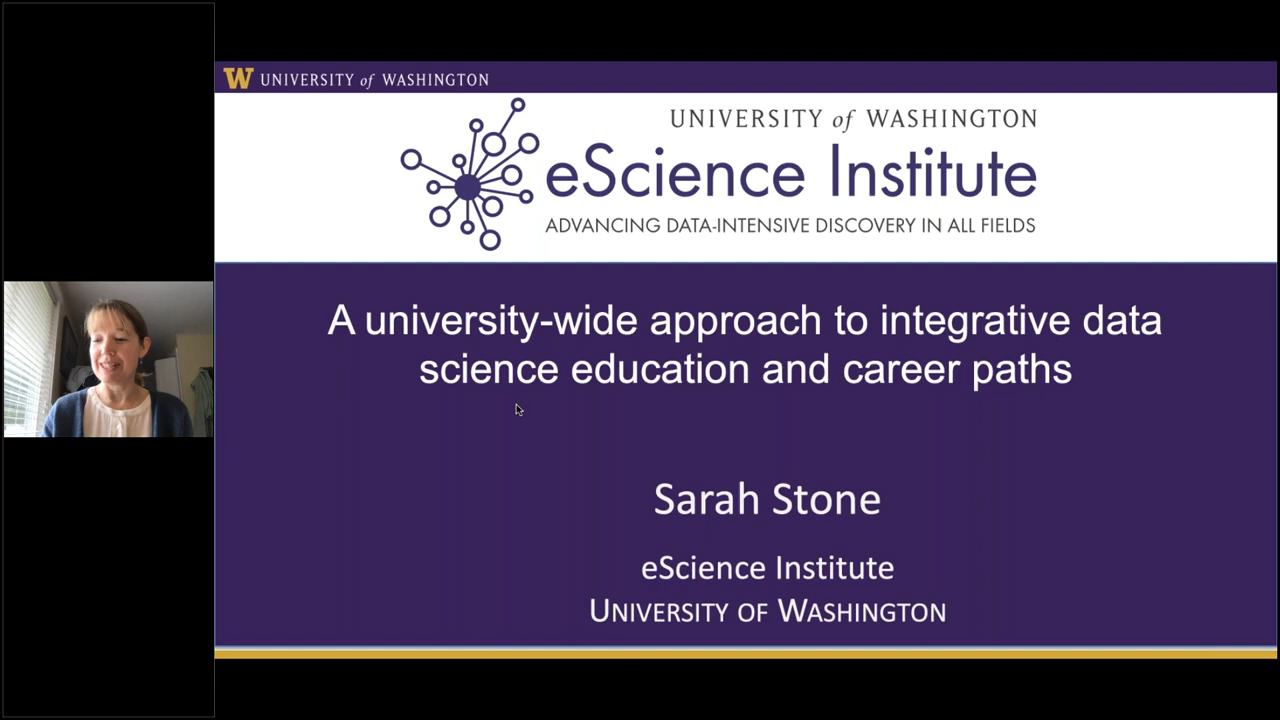 W UNIVERSITY of WASHINGTON
UNIVERSITY of WASHINGTON
eScience Institute
ADVANCING DATA-INTENSIVE DISCOVERY IN ALL FIELDS
A university-wide approach to integrative data
science education and career paths
Sarah Stone
eScience Institute
UNIVERSITY OF WASHINGTON